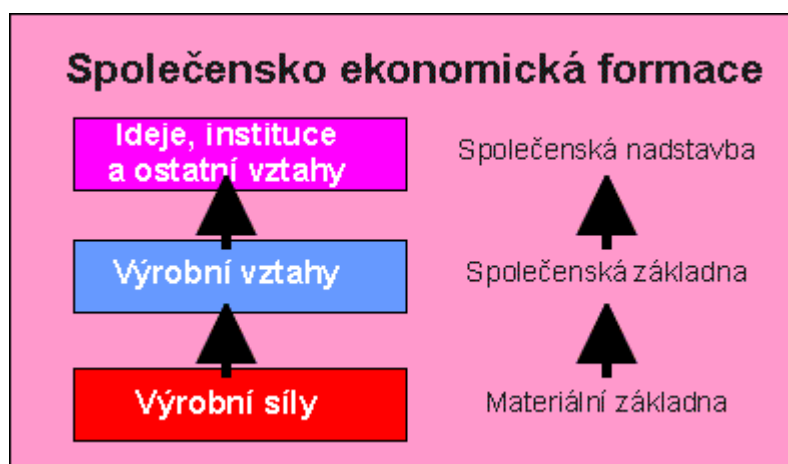 Společensko ekonomická formace
Ideje, instituce
a ostatní vztahy
Společenská nadstavba
Výrobní vztahy
Společenská základna
Výrobní síly
Materiální základna